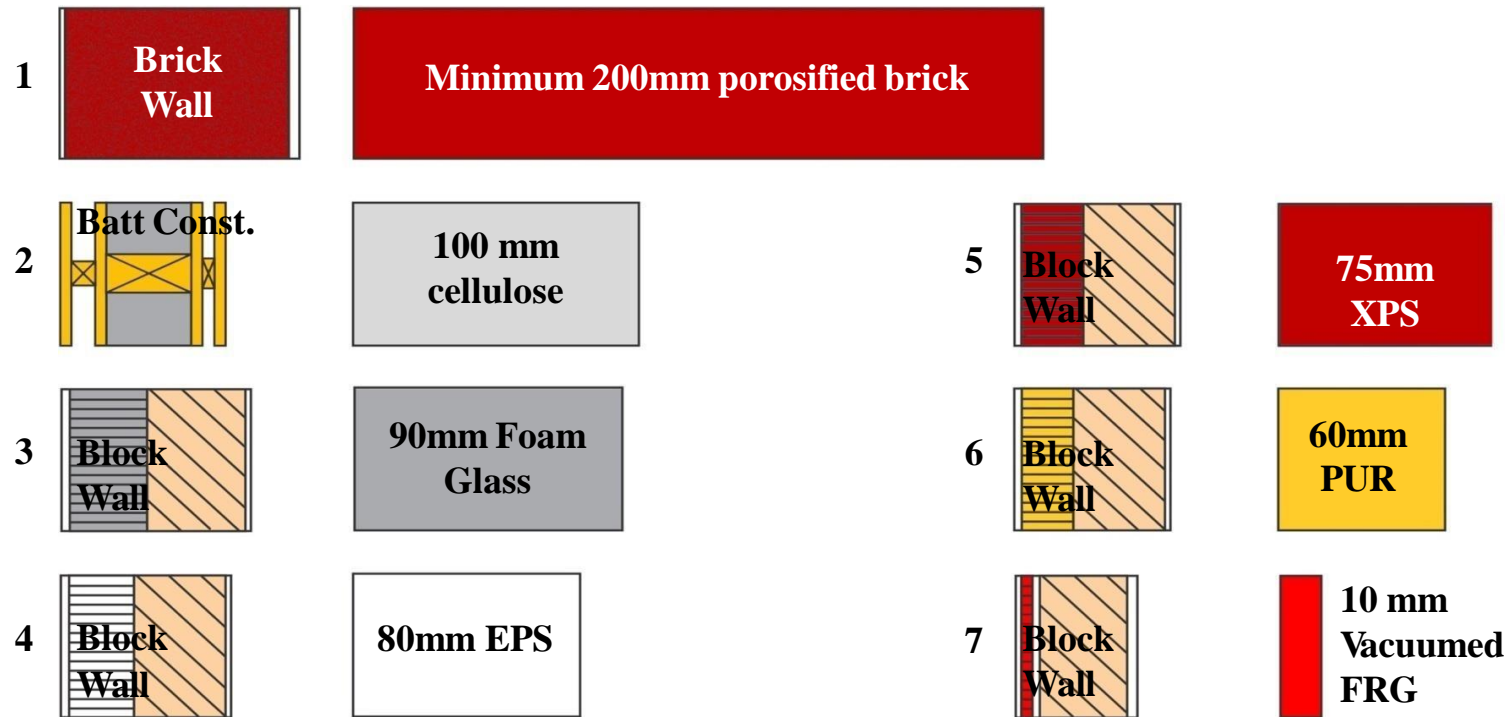 1
Brick
Wall
Minimum 200mm porosified brick
2
Batt Const.
100 mm
cellulose
3
Block
Wall
90mm Foam
Glass
4
Block
Wall
80mm EPS
5
Block
Wall
75mm
XPS
6
Block
Wall
60mm
PUR
7
Block
Wall
10 mm
Vacuumed
FRG